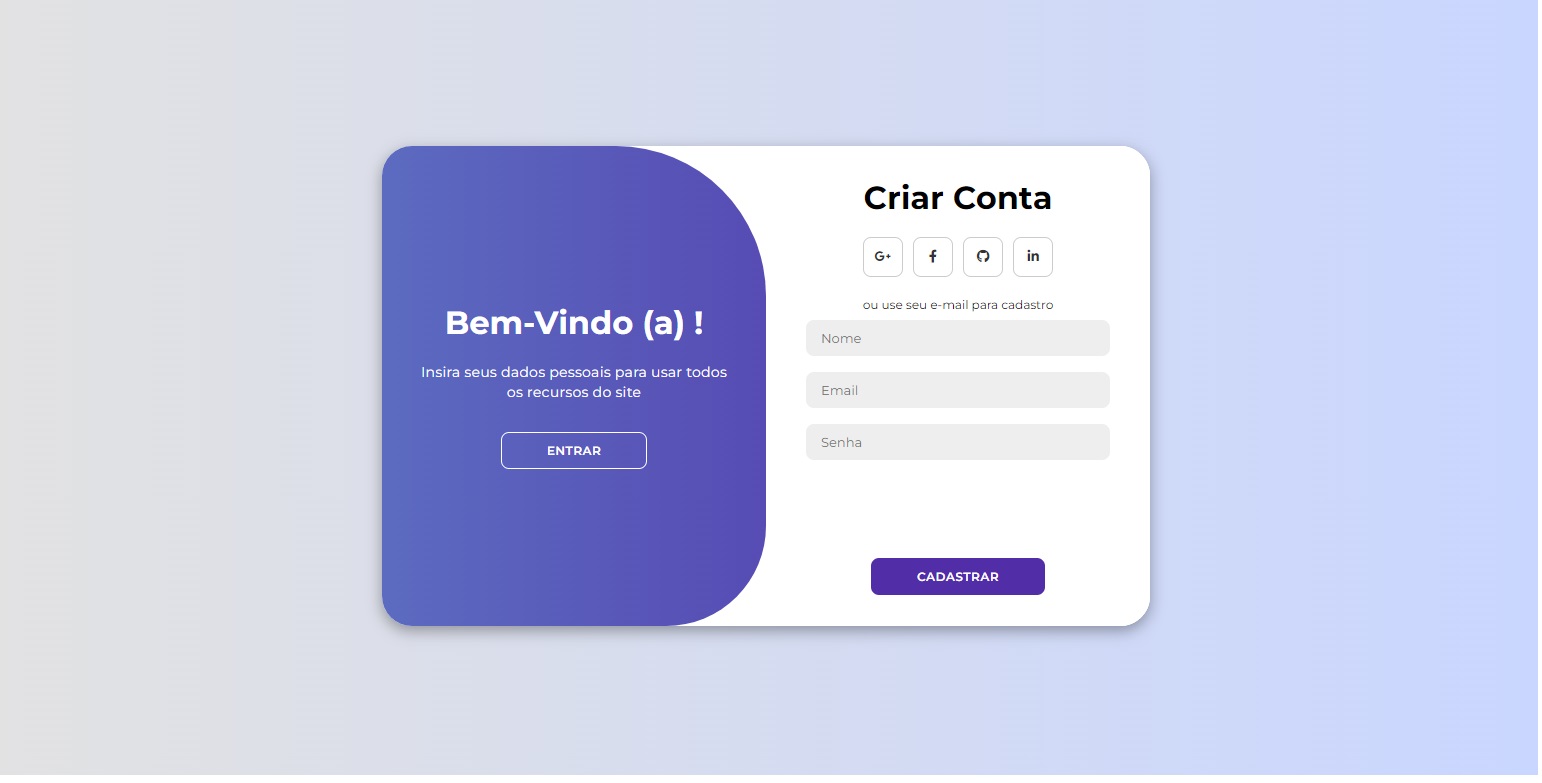 Bem-Vindo (a) !
Insira seus dados pessoais para usar todos
os recursos do site
ENTRAR
Criar Conta
ou use seu e-mail para cadastro
Nome
Email
Senha
CADASTRAR